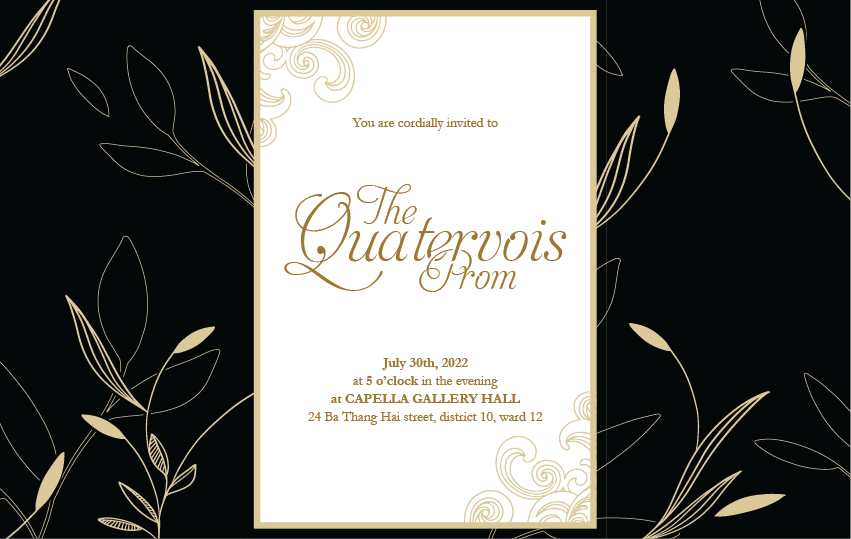 You are cordially invited to
The
Quatervois
Prom
July 30th, 2022
at 5 o’clock in the evening
at CAPELLA GALLERY HALL
24 Ba Thang Hai street, district 10, ward 12